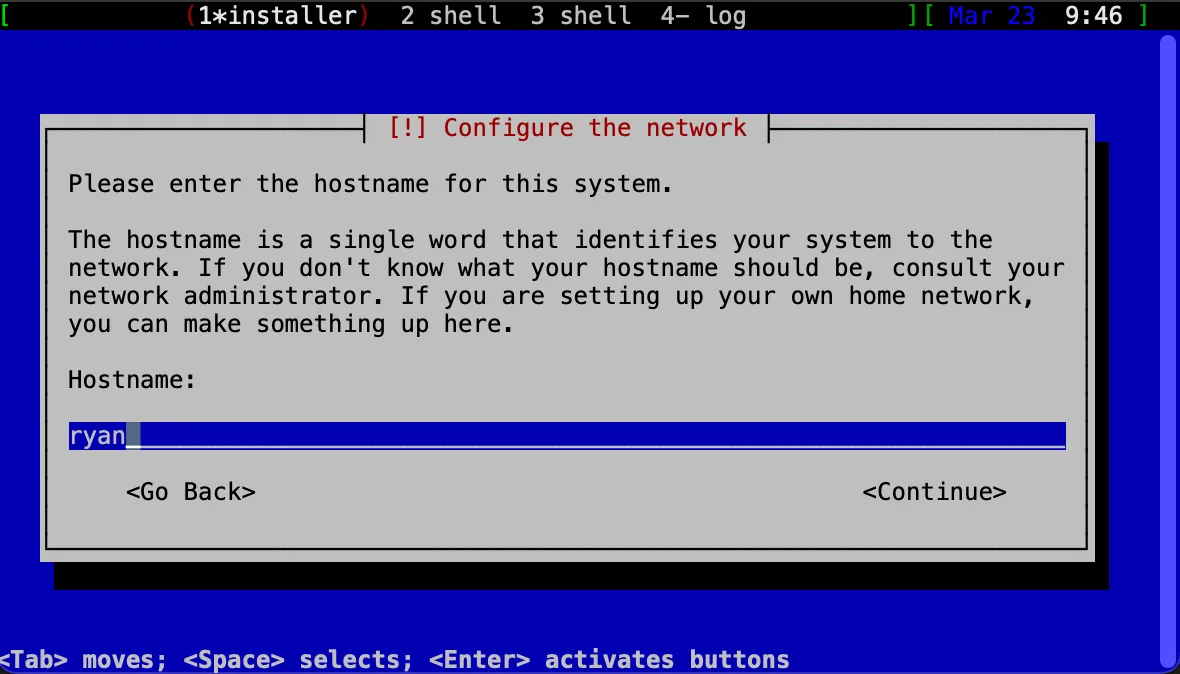 [ (1*installer) 2 shell 3 shell 4- log ][ Mar 23 9:46 ]
[!] Configure the network
Please enter the hostname for this system.
The hostname is a single word that identifies your system to the
network. If you don't know what your hostname should be, consult your
network administrator. If you are setting up your own home network,
you can make something up here.
Hostname:
ryan
<Go Back> <Continue>
<Tab> moves; <Space> selects; <Enter> activates buttons